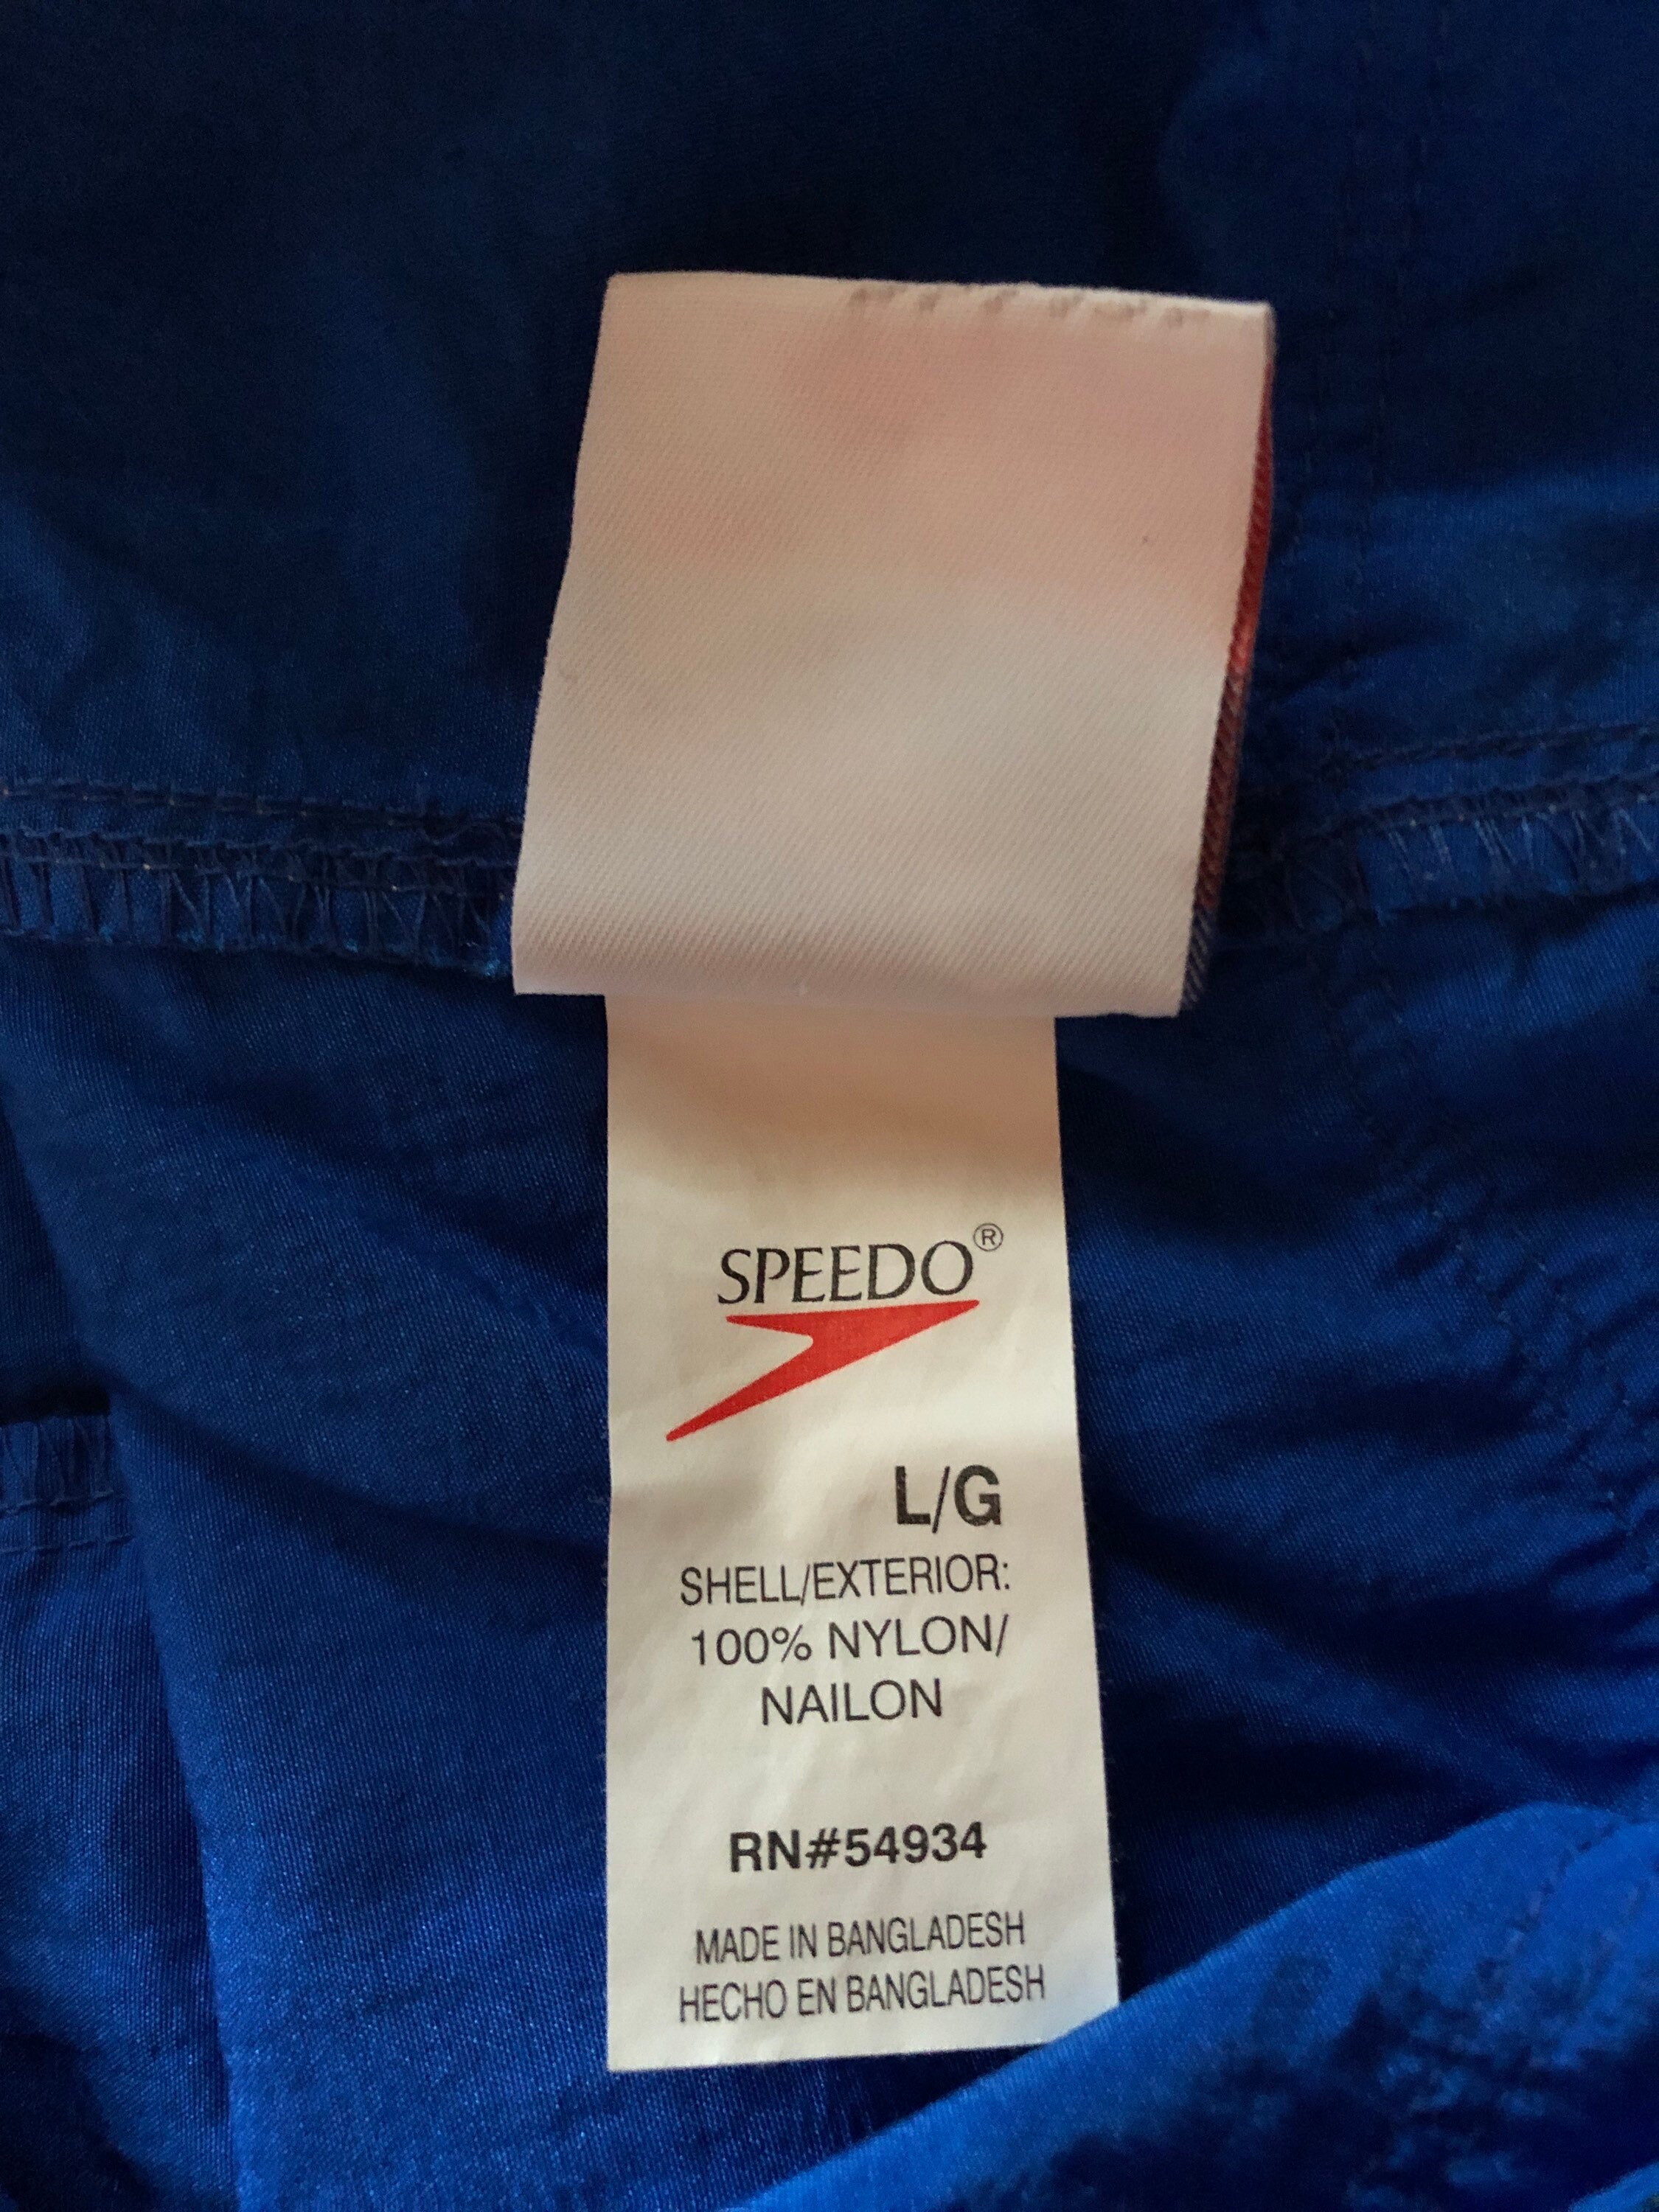 SPEEDO®
L/G
SHELL/EXTERIOR:
100% NYLON/
NAILON
RN#54934
MADE IN BANGLADESH
HECHO EN BANGLADESH